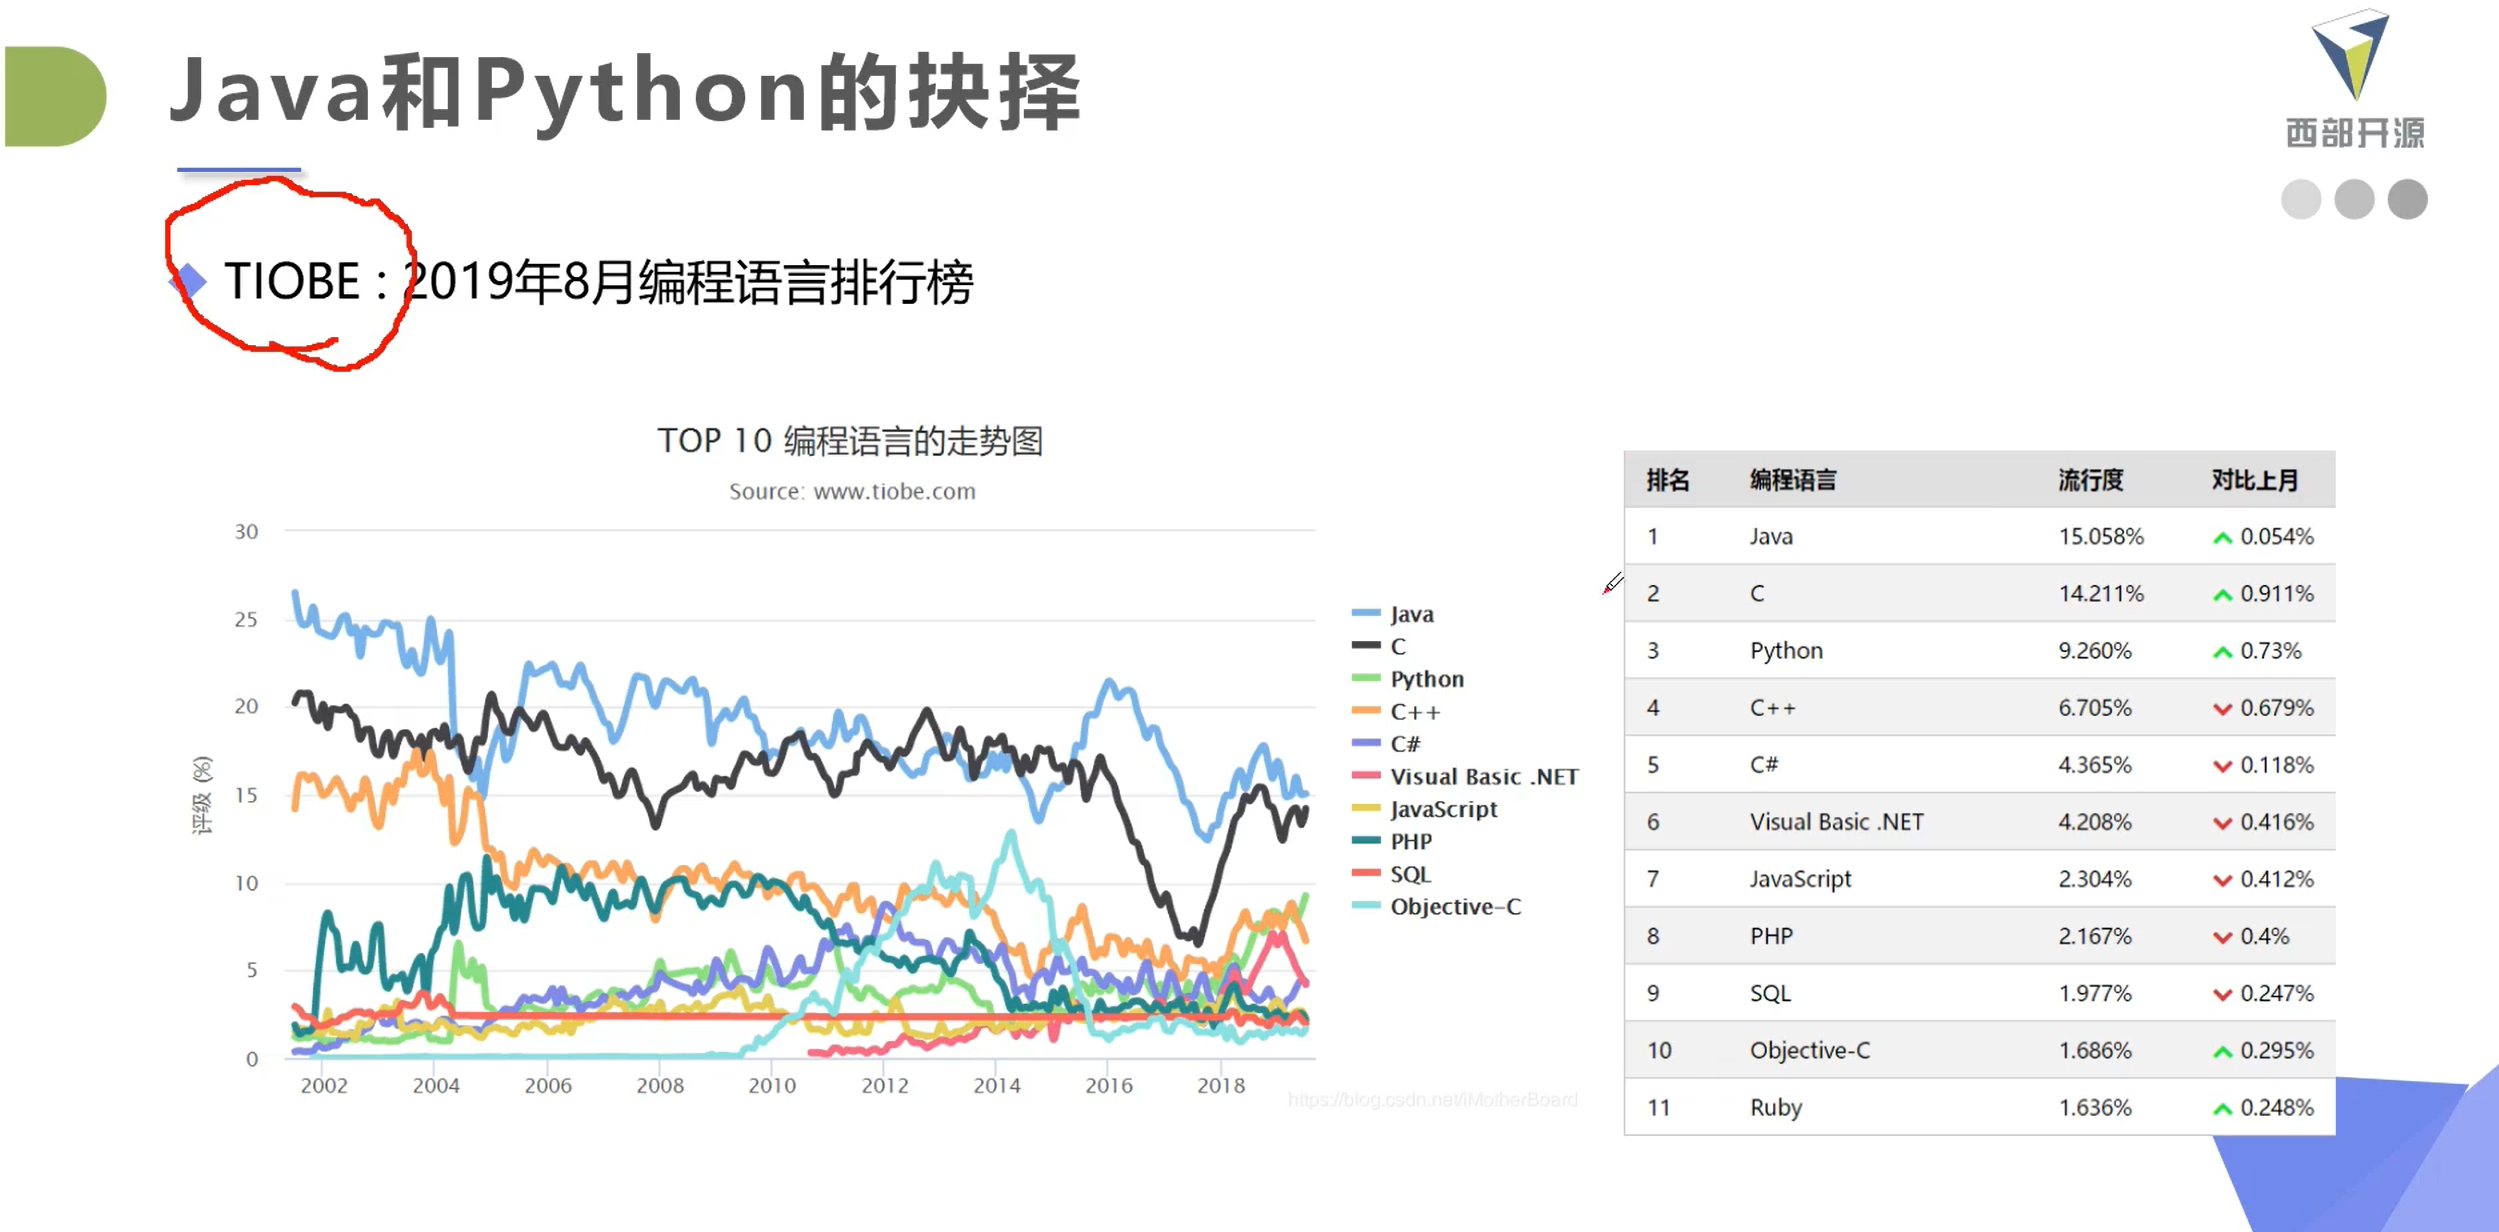 Java和Python的抉择
西部开源
TIOBE：2019年8月编程语言排行榜
TOP 10 编程语言的走势图
Source: www.tiobe.com
评级 (%)
30
25
20
15
10
5
0
2002 2004 2006 2008 2010 2012 2014 2016 2018
Java
C
Python
C++
C#
Visual Basic .NET
JavaScript
PHP
SQL
Objective-C
https://blog.csdn.net/iMotherBoard
排名 编程语言 流行度 对比上月
1 Java 15.058% 0.054%
2 C 14.211% 0.911%
3 Python 9.260% 0.73%
4 C++ 6.705% 0.679%
5 C# 4.365% 0.118%
6 Visual Basic .NET 4.208% 0.416%
7 JavaScript 2.304% 0.412%
8 PHP 2.167% 0.4%
9 SQL 1.977% 0.247%
10 Objective-C 1.686% 0.295%
11 Ruby 1.636% 0.248%